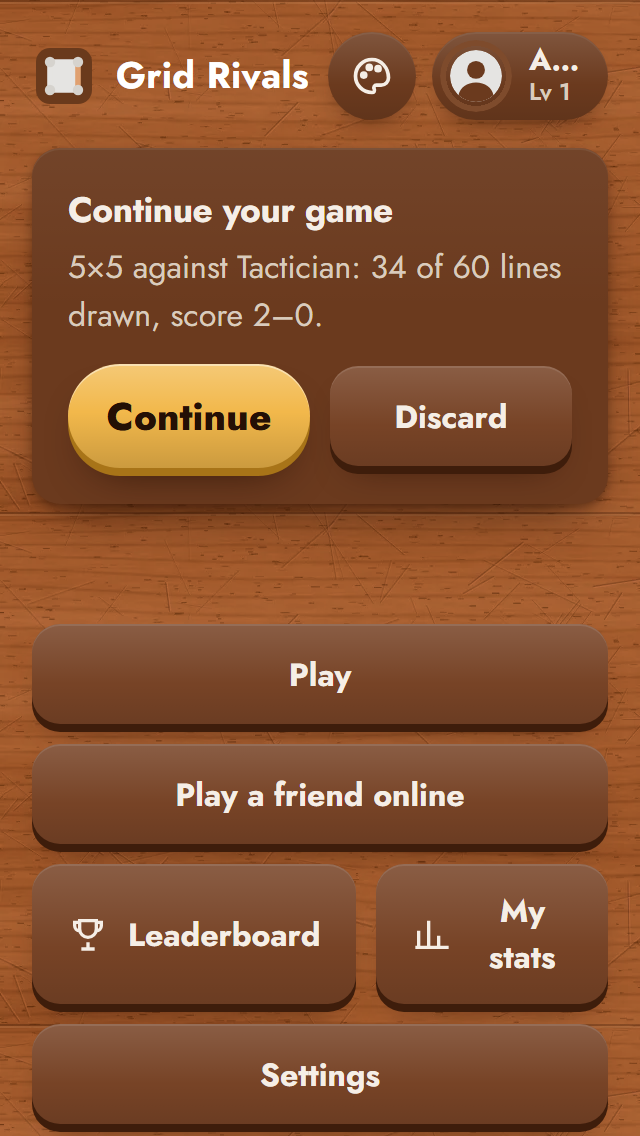 Grid Rivals
A...
Lv 1
Continue your game
5×5 against Tactician: 34 of 60 lines
drawn, score 2–0.
Continue
Discard
Play
Play a friend online
Leaderboard
My
stats
Settings